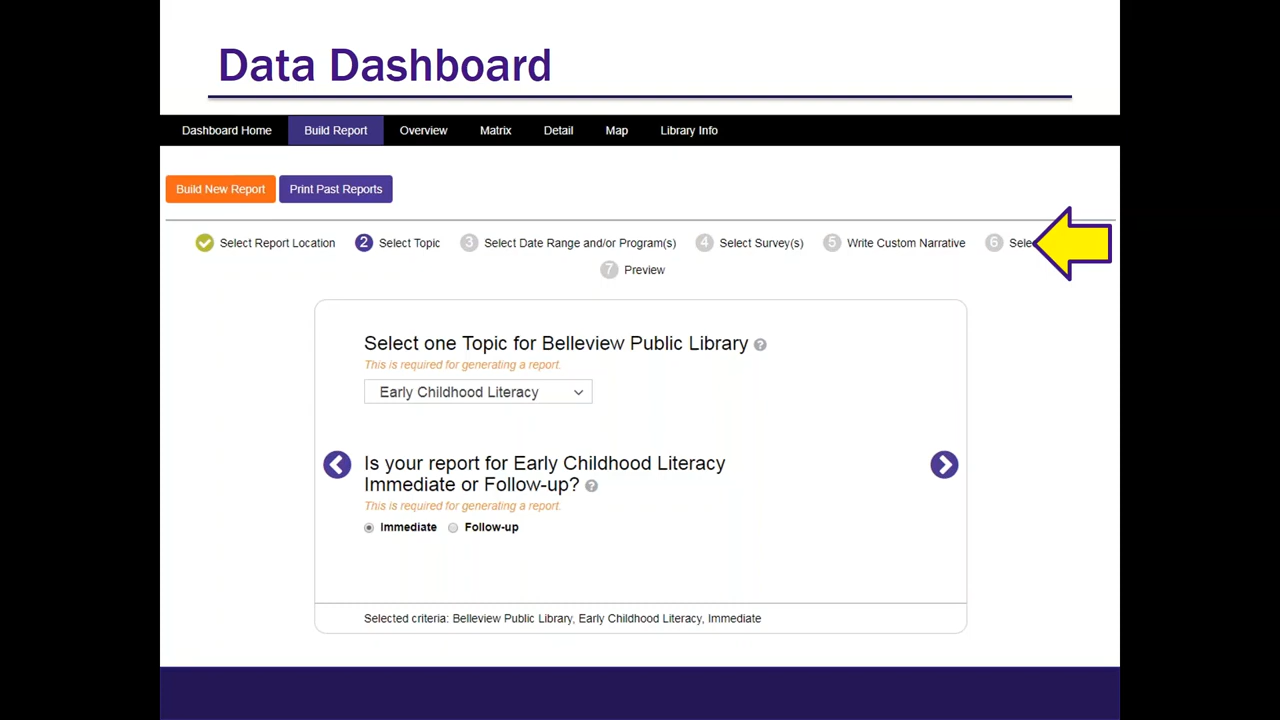 Data Dashboard
Dashboard Home Build Report Overview Matrix Detail Map Library Info
Build New Report Print Past Reports
Select Report Location 2 Select Topic 3 Select Date Range and/or Program(s) 4 Select Survey(s) 5 Write Custom Narrative 6
7 Preview
Select one Topic for Belleview Public Library ?
This is required for generating a report.
Early Childhood Literacy
Is your report for Early Childhood Literacy
Immediate or Follow-up? ?
This is required for generating a report.
Immediate Follow-up
Selected criteria: Belleview Public Library, Early Childhood Literacy, Immediate